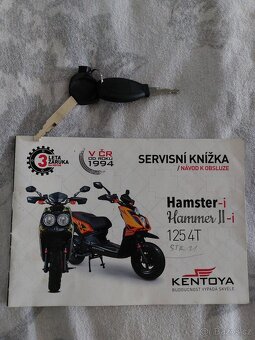 3
LETÁ
ZÁRUKA
V ČR
OD ROKU
1994
SERVISNÍ KNÍŽKA
/ NÁVOD K OBSLUZE
Hamster-i
Hammer II-i
125 4T
KENTOYA
BUDOUCNOST VYPADÁ SKVĚLE